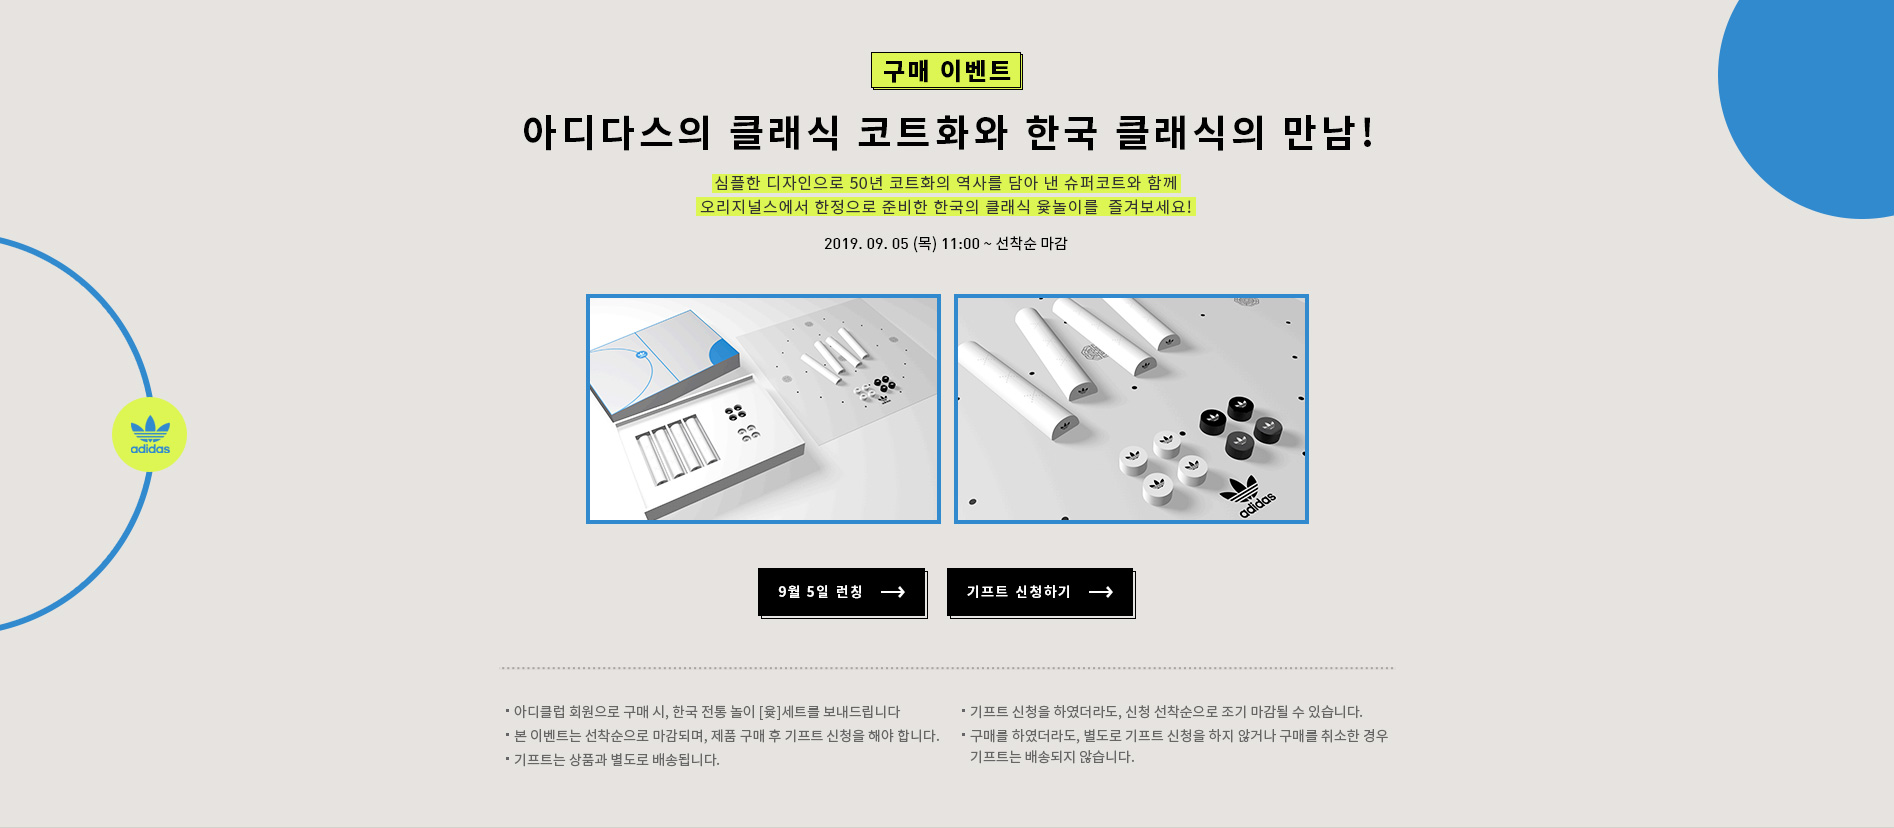 구매 이벤트
아디다스의 클래식 코트화와 한국 클래식의 만남!
심플한 디자인으로 50년 코트화의 역사를 담아 낸 슈퍼코트와 함께
오리지널스에서 한정으로 준비한 한국의 클래식 윷놀이를 즐겨보세요!
2019. 09. 05 (목) 11:00 ~ 선착순 마감
adidas
adidas
9월 5일 런칭
기프트 신청하기
아디클럽 회원으로 구매 시, 한국 전통 놀이 [윷]세트를 보내드립니다
본 이벤트는 선착순으로 마감되며, 제품 구매 후 기프트 신청을 해야 합니다.
기프트는 상품과 별도로 배송됩니다.
기프트 신청을 하였더라도, 신청 선착순으로 조기 마감될 수 있습니다.
구매를 하였더라도, 별도로 기프트 신청을 하지 않거나 구매를 취소한 경우
기프트는 배송되지 않습니다.